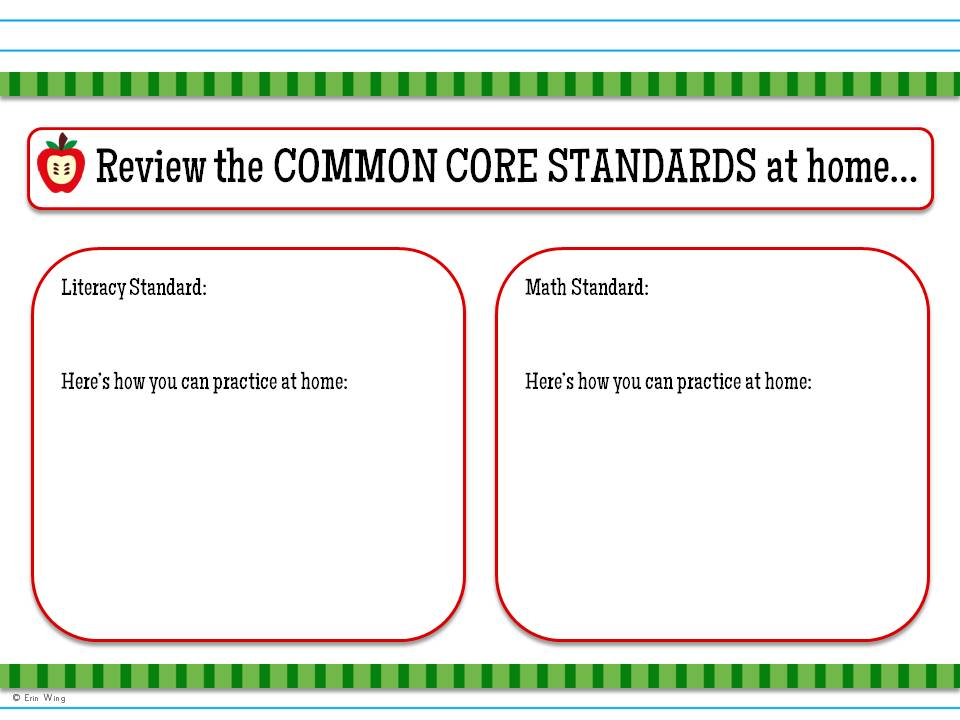 Review the COMMON CORE STANDARDS at home...
Literacy Standard:
Here's how you can practice at home:
Math Standard:
Here's how you can practice at home:
© Erin Wing